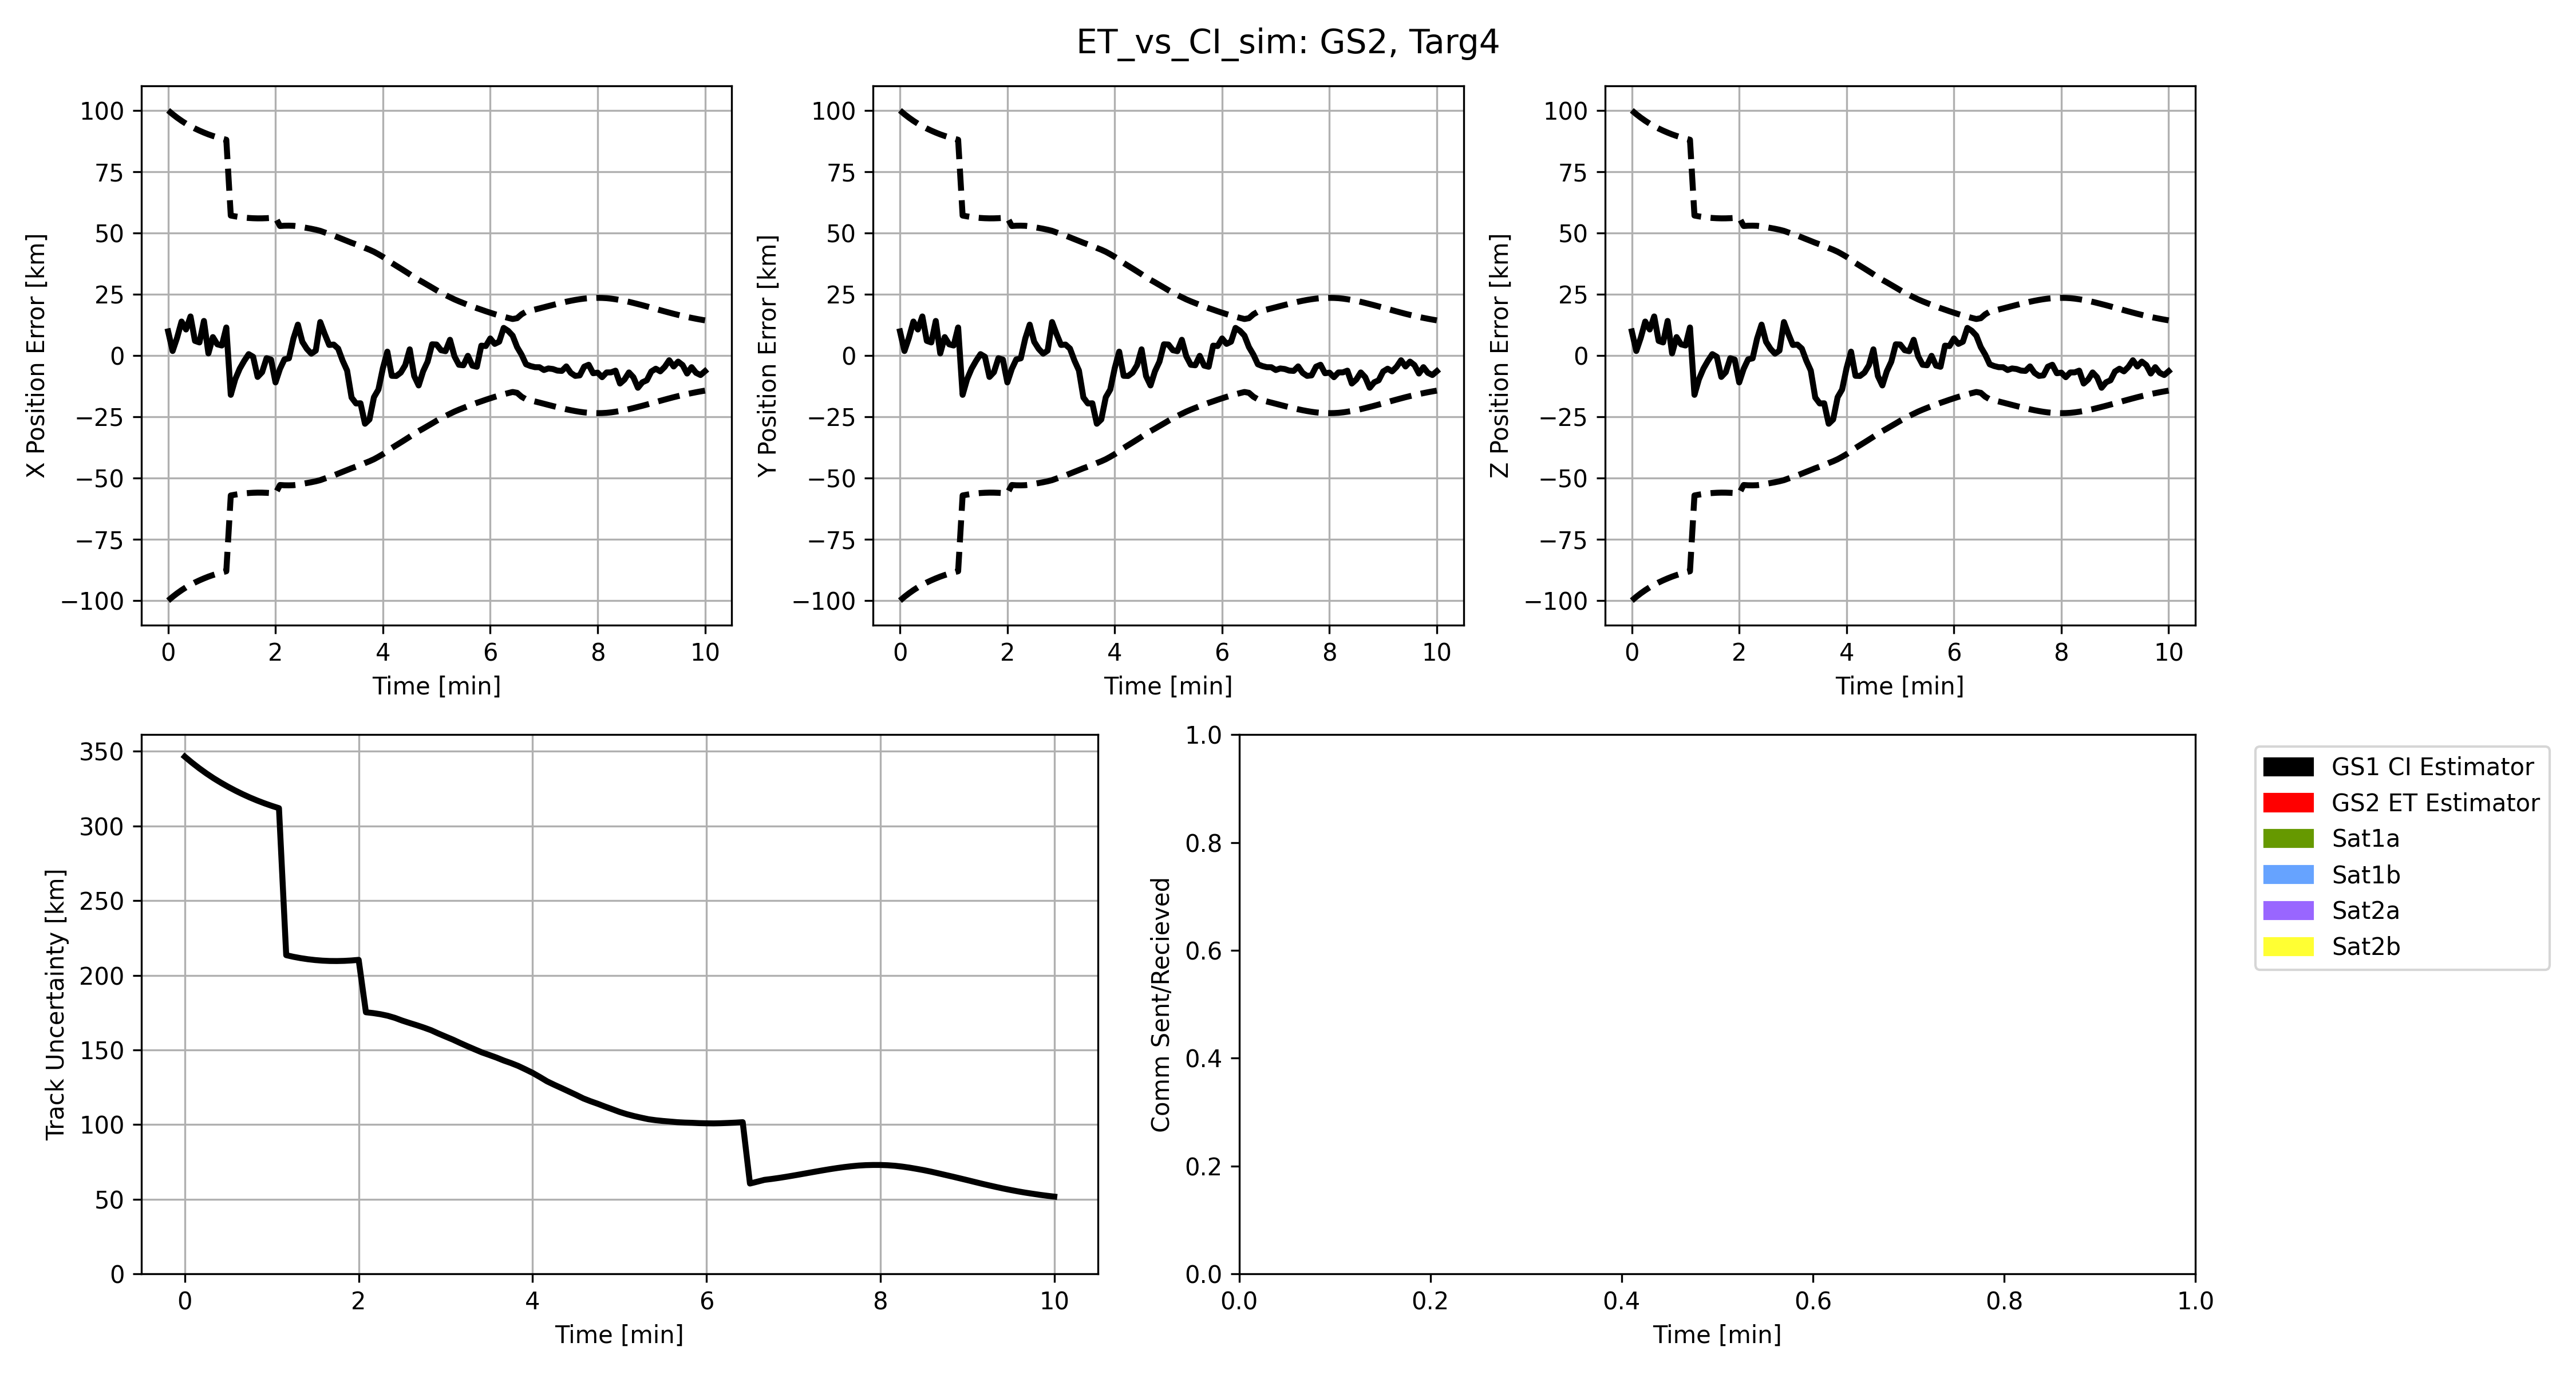 ET_vs_CI_sim: GS2, Targ4
X Position Error [km]
100
75
50
25
0
−25
−50
−75
−100
0 2 4 6 8 10
Time [min]
Y Position Error [km]
100
75
50
25
0
−25
−50
−75
−100
0 2 4 6 8 10
Time [min]
Z Position Error [km]
100
75
50
25
0
−25
−50
−75
−100
0 2 4 6 8 10
Time [min]
Track Uncertainty [km]
350
300
250
200
150
100
50
0
0 2 4 6 8 10
Time [min]
Comm Sent/Recieved
1.0
0.8
0.6
0.4
0.2
0.0
0.0 0.2 0.4 0.6 0.8 1.0
Time [min]
GS1 CI Estimator
GS2 ET Estimator
Sat1a
Sat1b
Sat2a
Sat2b